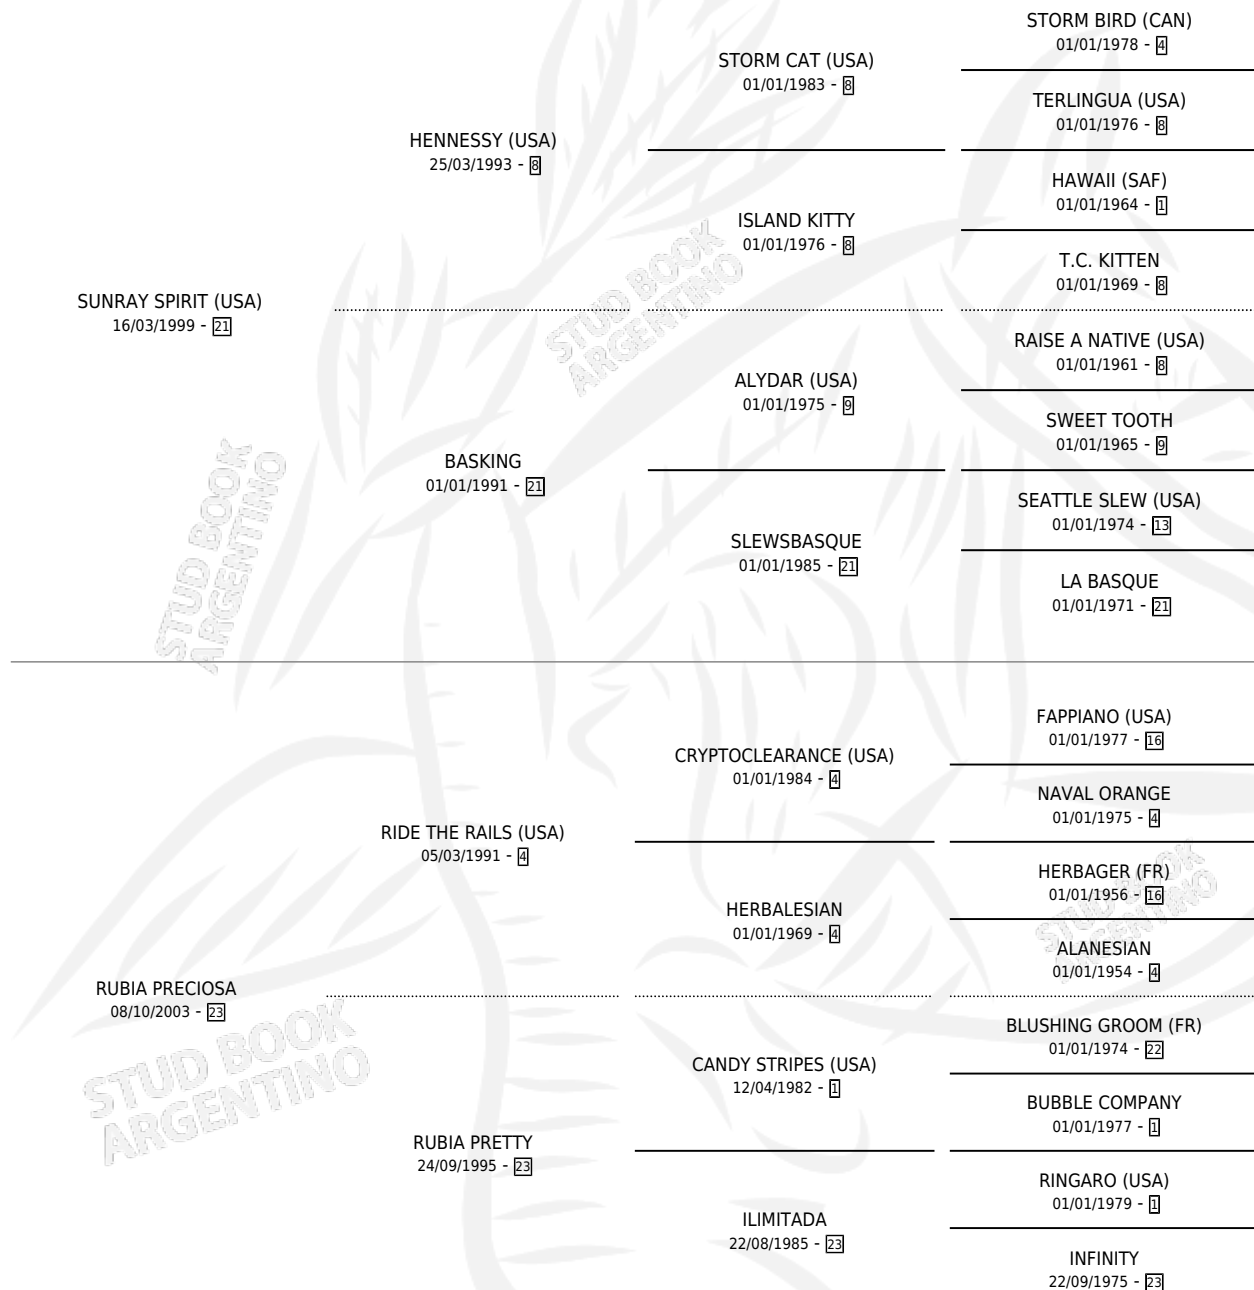 STORM BIRD (CAN)
01/01/1978 - 4
STORM CAT (USA)
01/01/1983 - 8
TERLINGUA (USA)
01/01/1976 - 8
HENNESSY (USA)
25/03/1993 - 8
HAWAII (SAF)
01/01/1964 - 1
ISLAND KITTY
01/01/1976 - 8
T.C. KITTEN
01/01/1969 - 8
SUNRAY SPIRIT (USA)
16/03/1999 - 21
RAISE A NATIVE (USA)
01/01/1961 - 8
ALYDAR (USA)
01/01/1975 - 9
SWEET TOOTH
01/01/1965 - 9
BASKING
01/01/1991 - 21
SEATTLE SLEW (USA)
01/01/1974 - 13
SLEWSBASQUE
01/01/1985 - 21
LA BASQUE
01/01/1971 - 21
FAPPIANO (USA)
01/01/1977 - 16
CRYPTOCLEARANCE (USA)
01/01/1984 - 4
NAVAL ORANGE
01/01/1975 - 4
RIDE THE RAILS (USA)
05/03/1991 - 4
HERBAGER (FR)
01/01/1956 - 16
HERBALESIAN
01/01/1969 - 4
ALANESIAN
01/01/1954 - 4
RUBIA PRECIOSA
08/10/2003 - 23
BLUSHING GROOM (FR)
01/01/1974 - 22
CANDY STRIPES (USA)
12/04/1982 - 1
BUBBLE COMPANY
01/01/1977 - 1
RUBIA PRETTY
24/09/1995 - 23
RINGARO (USA)
01/01/1979 - 1
ILIMITADA
22/08/1985 - 23
INFINITY
22/09/1975 - 23
STUD BOOK
ARGENTINO
STUD BOOK
ARGENTINO
STUD BOOK
ARGENTINO
STUD BOOK
ARGENTINO